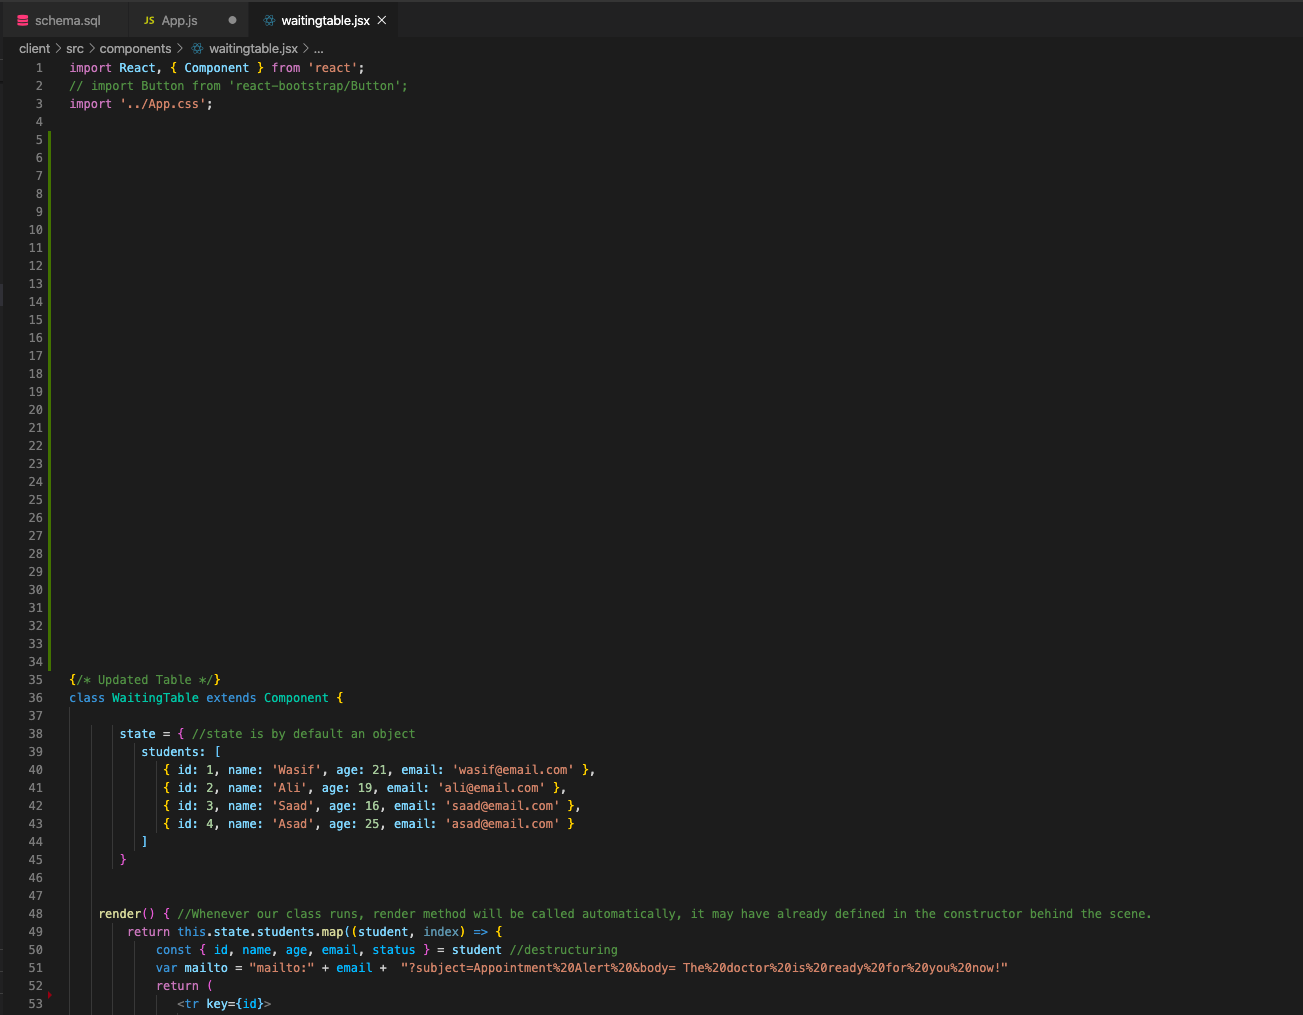 schema.sql JS App.js waitingtable.jsx
client > src > components > waitingtable.jsx > ...
1 import React, { Component } from 'react';
2 // import Button from 'react-bootstrap/Button';
3 import '../App.css';
4
5
6
7
8
9
10
11
12
13
14
15
16
17
18
19
20
21
22
23
24
25
26
27
28
29
30
31
32
33
34
35 {/* Updated Table */}
36 class WaitingTable extends Component {
37
38 state = { //state is by default an object
39 students: [
40 { id: 1, name: 'Wasif', age: 21, email: 'wasif@email.com' },
41 { id: 2, name: 'Ali', age: 19, email: 'ali@email.com' },
42 { id: 3, name: 'Saad', age: 16, email: 'saad@email.com' },
43 { id: 4, name: 'Asad', age: 25, email: 'asad@email.com' }
44 ]
45 }
46
47
48 render() { //Whenever our class runs, render method will be called automatically, it may have already defined in the constructor behind the scene.
49 return this.state.students.map((student, index) => {
50 const { id, name, age, email, status } = student //destructuring
51 var mailto = "mailto:" + email +  "?subject=Appointment%20Alert%20&body= The%20doctor%20is%20ready%20for%20you%20now!"
52 return (
53 <tr key={id}>